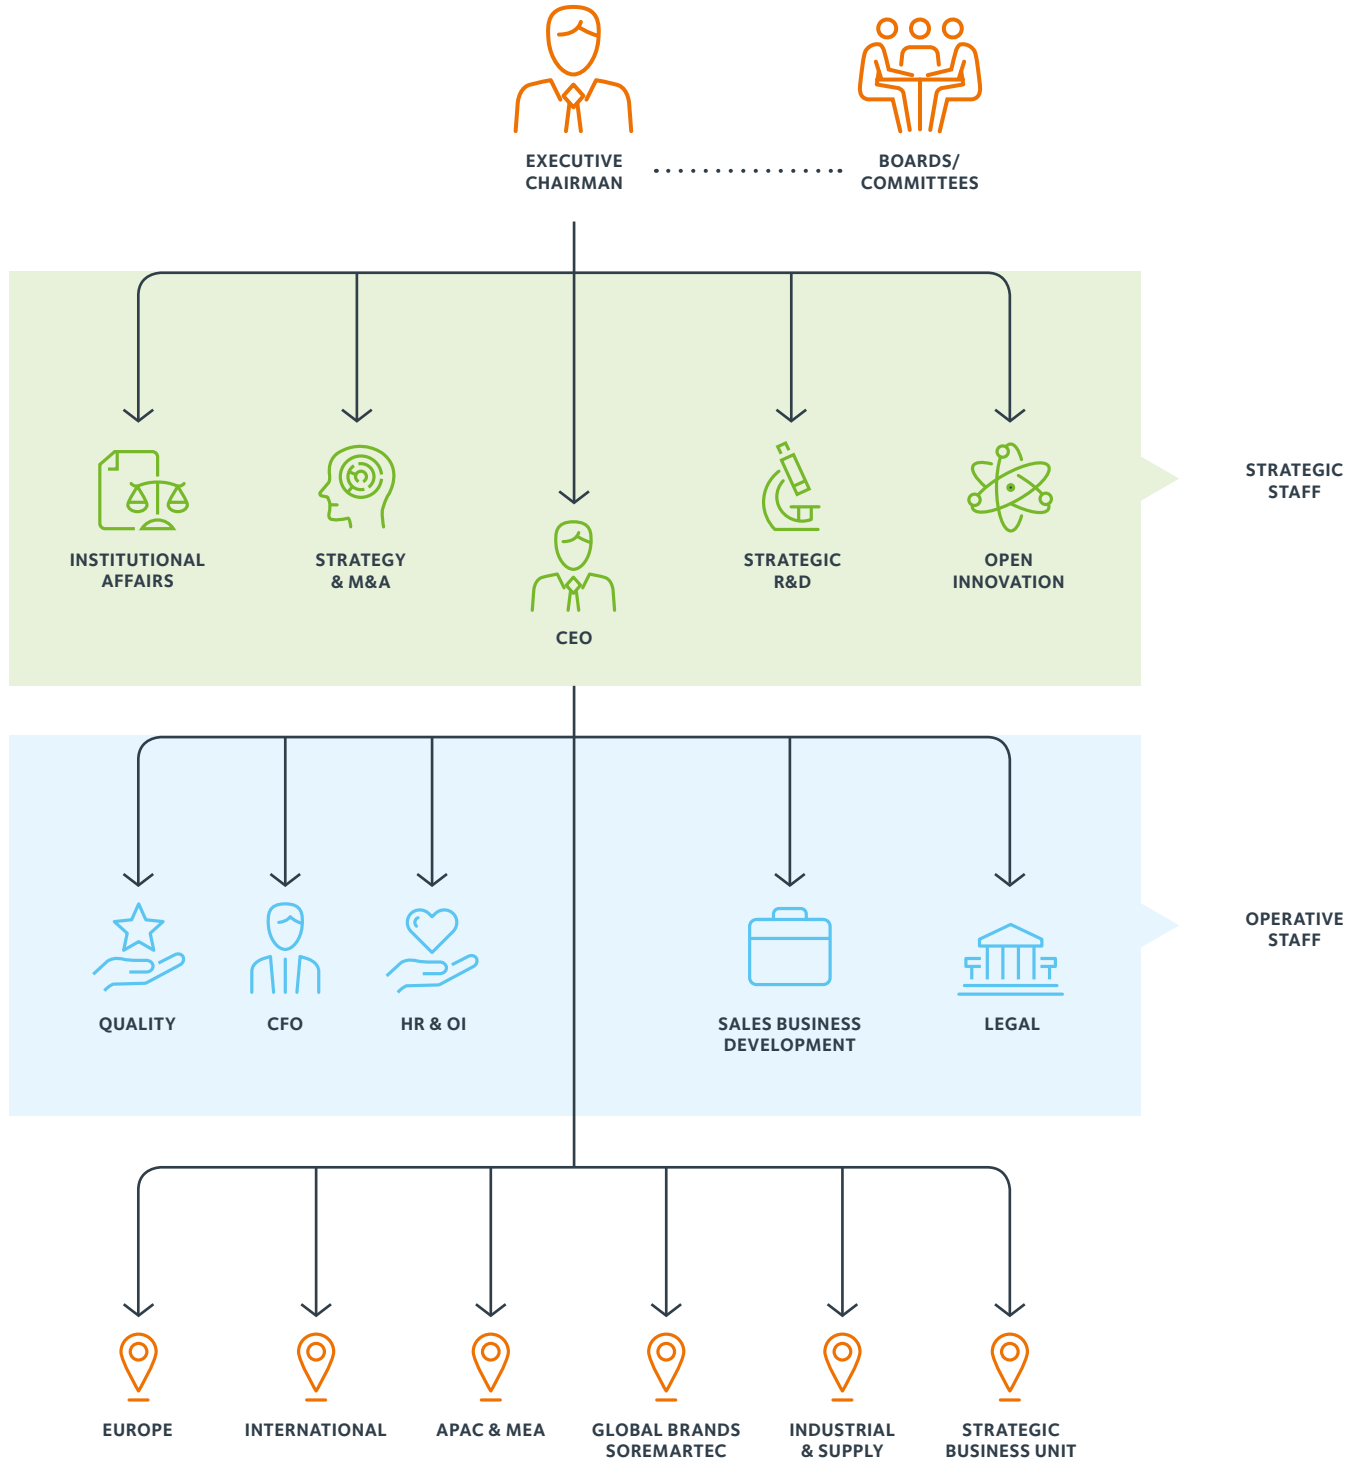 EXECUTIVE
CHAIRMAN
BOARDS/
COMMITTEES
INSTITUTIONAL
AFFAIRS
STRATEGY
& M&A
CEO
STRATEGIC
R&D
OPEN
INNOVATION
STRATEGIC
STAFF
QUALITY
CFO
HR & OI
SALES BUSINESS
DEVELOPMENT
LEGAL
OPERATIVE
STAFF
EUROPE
INTERNATIONAL
APAC & MEA
GLOBAL BRANDS
SOREMARTEC
INDUSTRIAL
& SUPPLY
STRATEGIC
BUSINESS UNIT